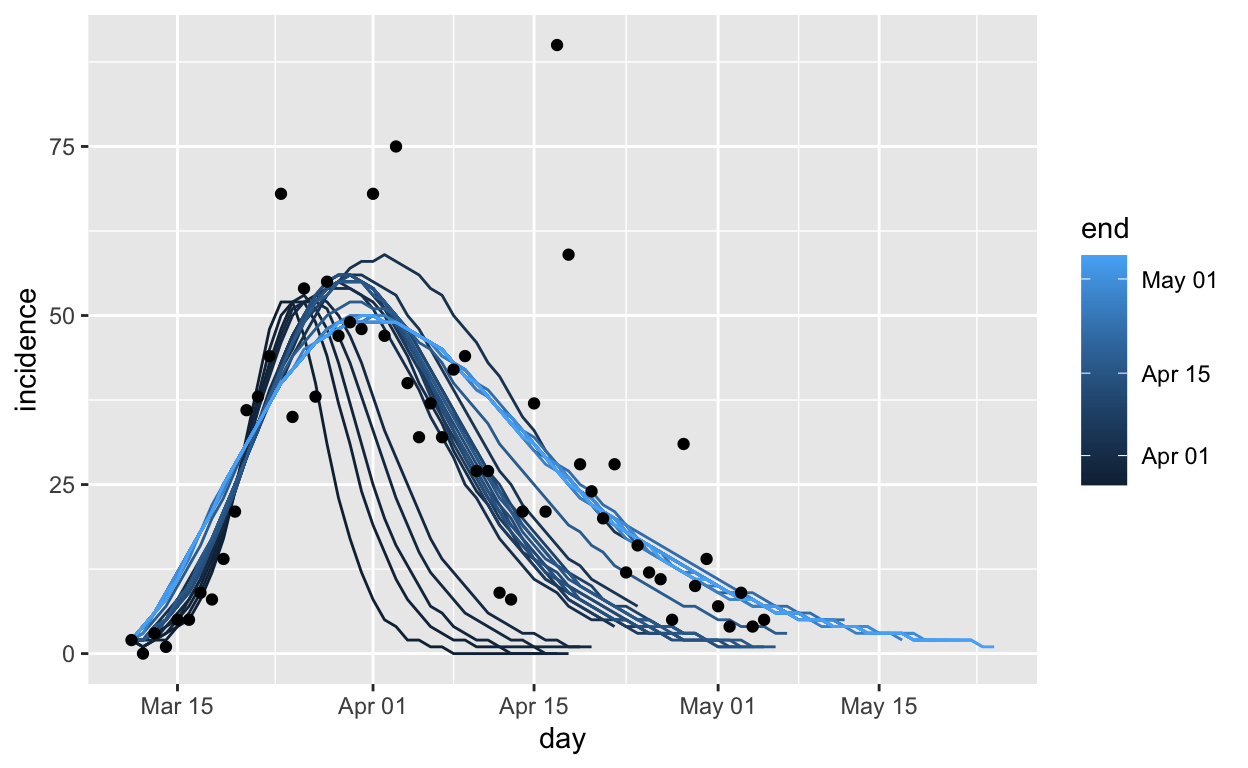 incidence
75
50
25
0
Mar 15
Apr 01
Apr 15
May 01
May 15
day
end
May 01
Apr 15
Apr 01